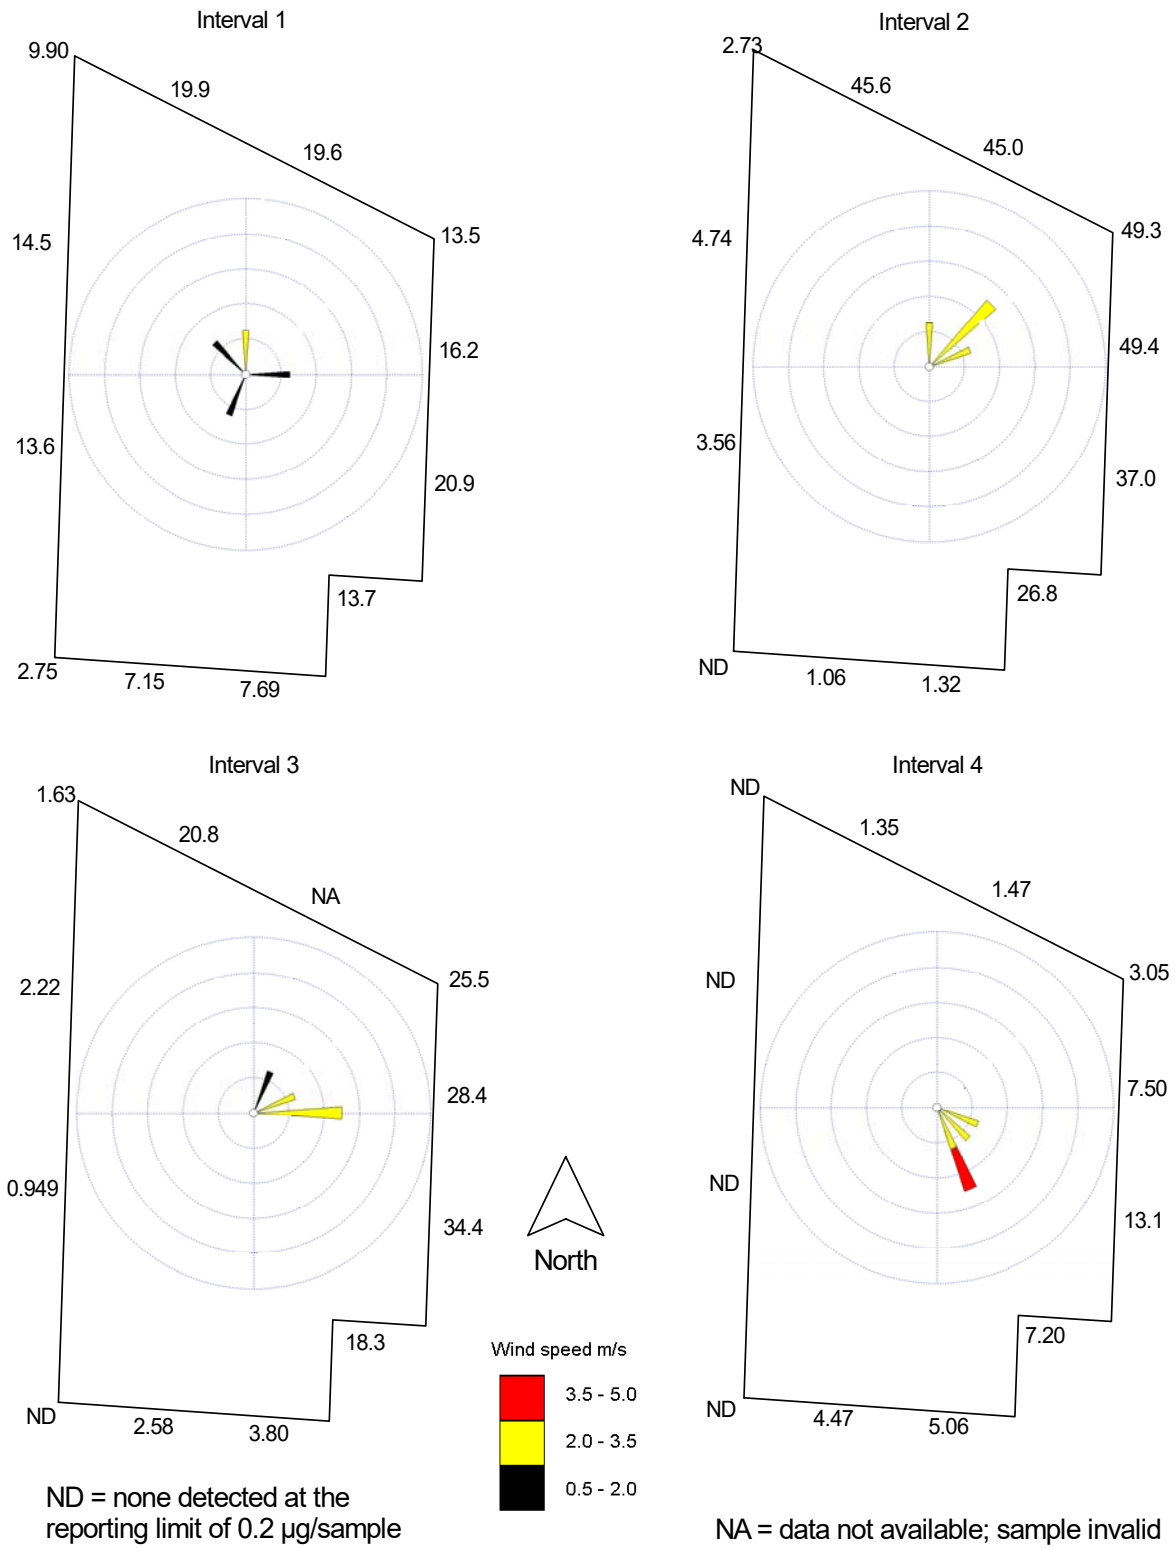 Interval 1
9.90
19.9
19.6
13.5
14.5
16.2
13.6
20.9
13.7
2.75
7.15
7.69
Interval 2
2.73
45.6
45.0
49.3
4.74
49.4
3.56
37.0
26.8
ND
1.06
1.32
Interval 3
1.63
20.8
NA
25.5
2.22
28.4
0.949
34.4
18.3
ND
2.58
3.80
Interval 4
ND
1.35
1.47
3.05
ND
7.50
ND
13.1
7.20
ND
4.47
5.06
North
Wind speed m/s
3.5 - 5.0
2.0 - 3.5
0.5 - 2.0
ND = none detected at the
reporting limit of 0.2 µg/sample
NA = data not available; sample invalid